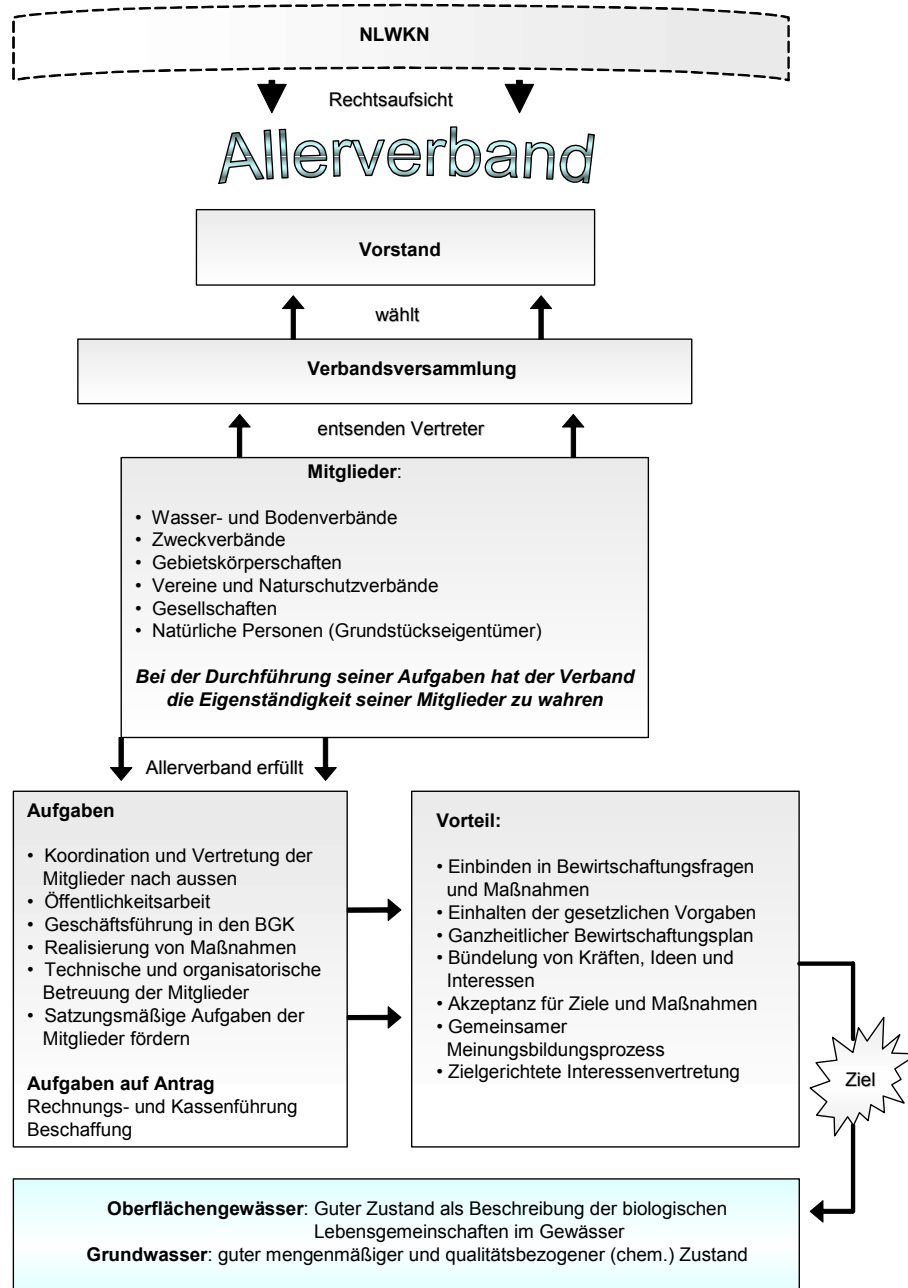 NLWKN
Rechtsaufsicht
Allerverband
Vorstand
wählt
Verbandsversammlung
entsenden Vertreter
Mitglieder:
• Wasser- und Bodenverbände
• Zweckverbände
• Gebietskörperschaften
• Vereine und Naturschutzverbände
• Gesellschaften
• Natürliche Personen (Grundstückseigentümer)
Bei der Durchführung seiner Aufgaben hat der Verband
die Eigenständigkeit seiner Mitglieder zu wahren
Allerverband erfüllt
Aufgaben
• Koordination und Vertretung der
Mitglieder nach aussen
• Öffentlichkeitsarbeit
• Geschäftsführung in den BGK
• Realisierung von Maßnahmen
• Technische und organisatorische
Betreuung der Mitglieder
• Satzungsmäßige Aufgaben der
Mitglieder fördern
Aufgaben auf Antrag
Rechnungs- und Kassenführung
Beschaffung
Vorteil:
• Einbinden in Bewirtschaftungsfragen
und Maßnahmen
• Einhalten der gesetzlichen Vorgaben
• Ganzheitlicher Bewirtschaftungsplan
• Bündelung von Kräften, Ideen und
Interessen
• Akzeptanz für Ziele und Maßnahmen
• Gemeinsamer
Meinungsbildungsprozess
• Zielgerichtete Interessenvertretung
Ziel
Oberflächengewässer: Guter Zustand als Beschreibung der biologischen
Lebensgemeinschaften im Gewässer
Grundwasser: guter mengenmäßiger und qualitätsbezogener (chem.) Zustand